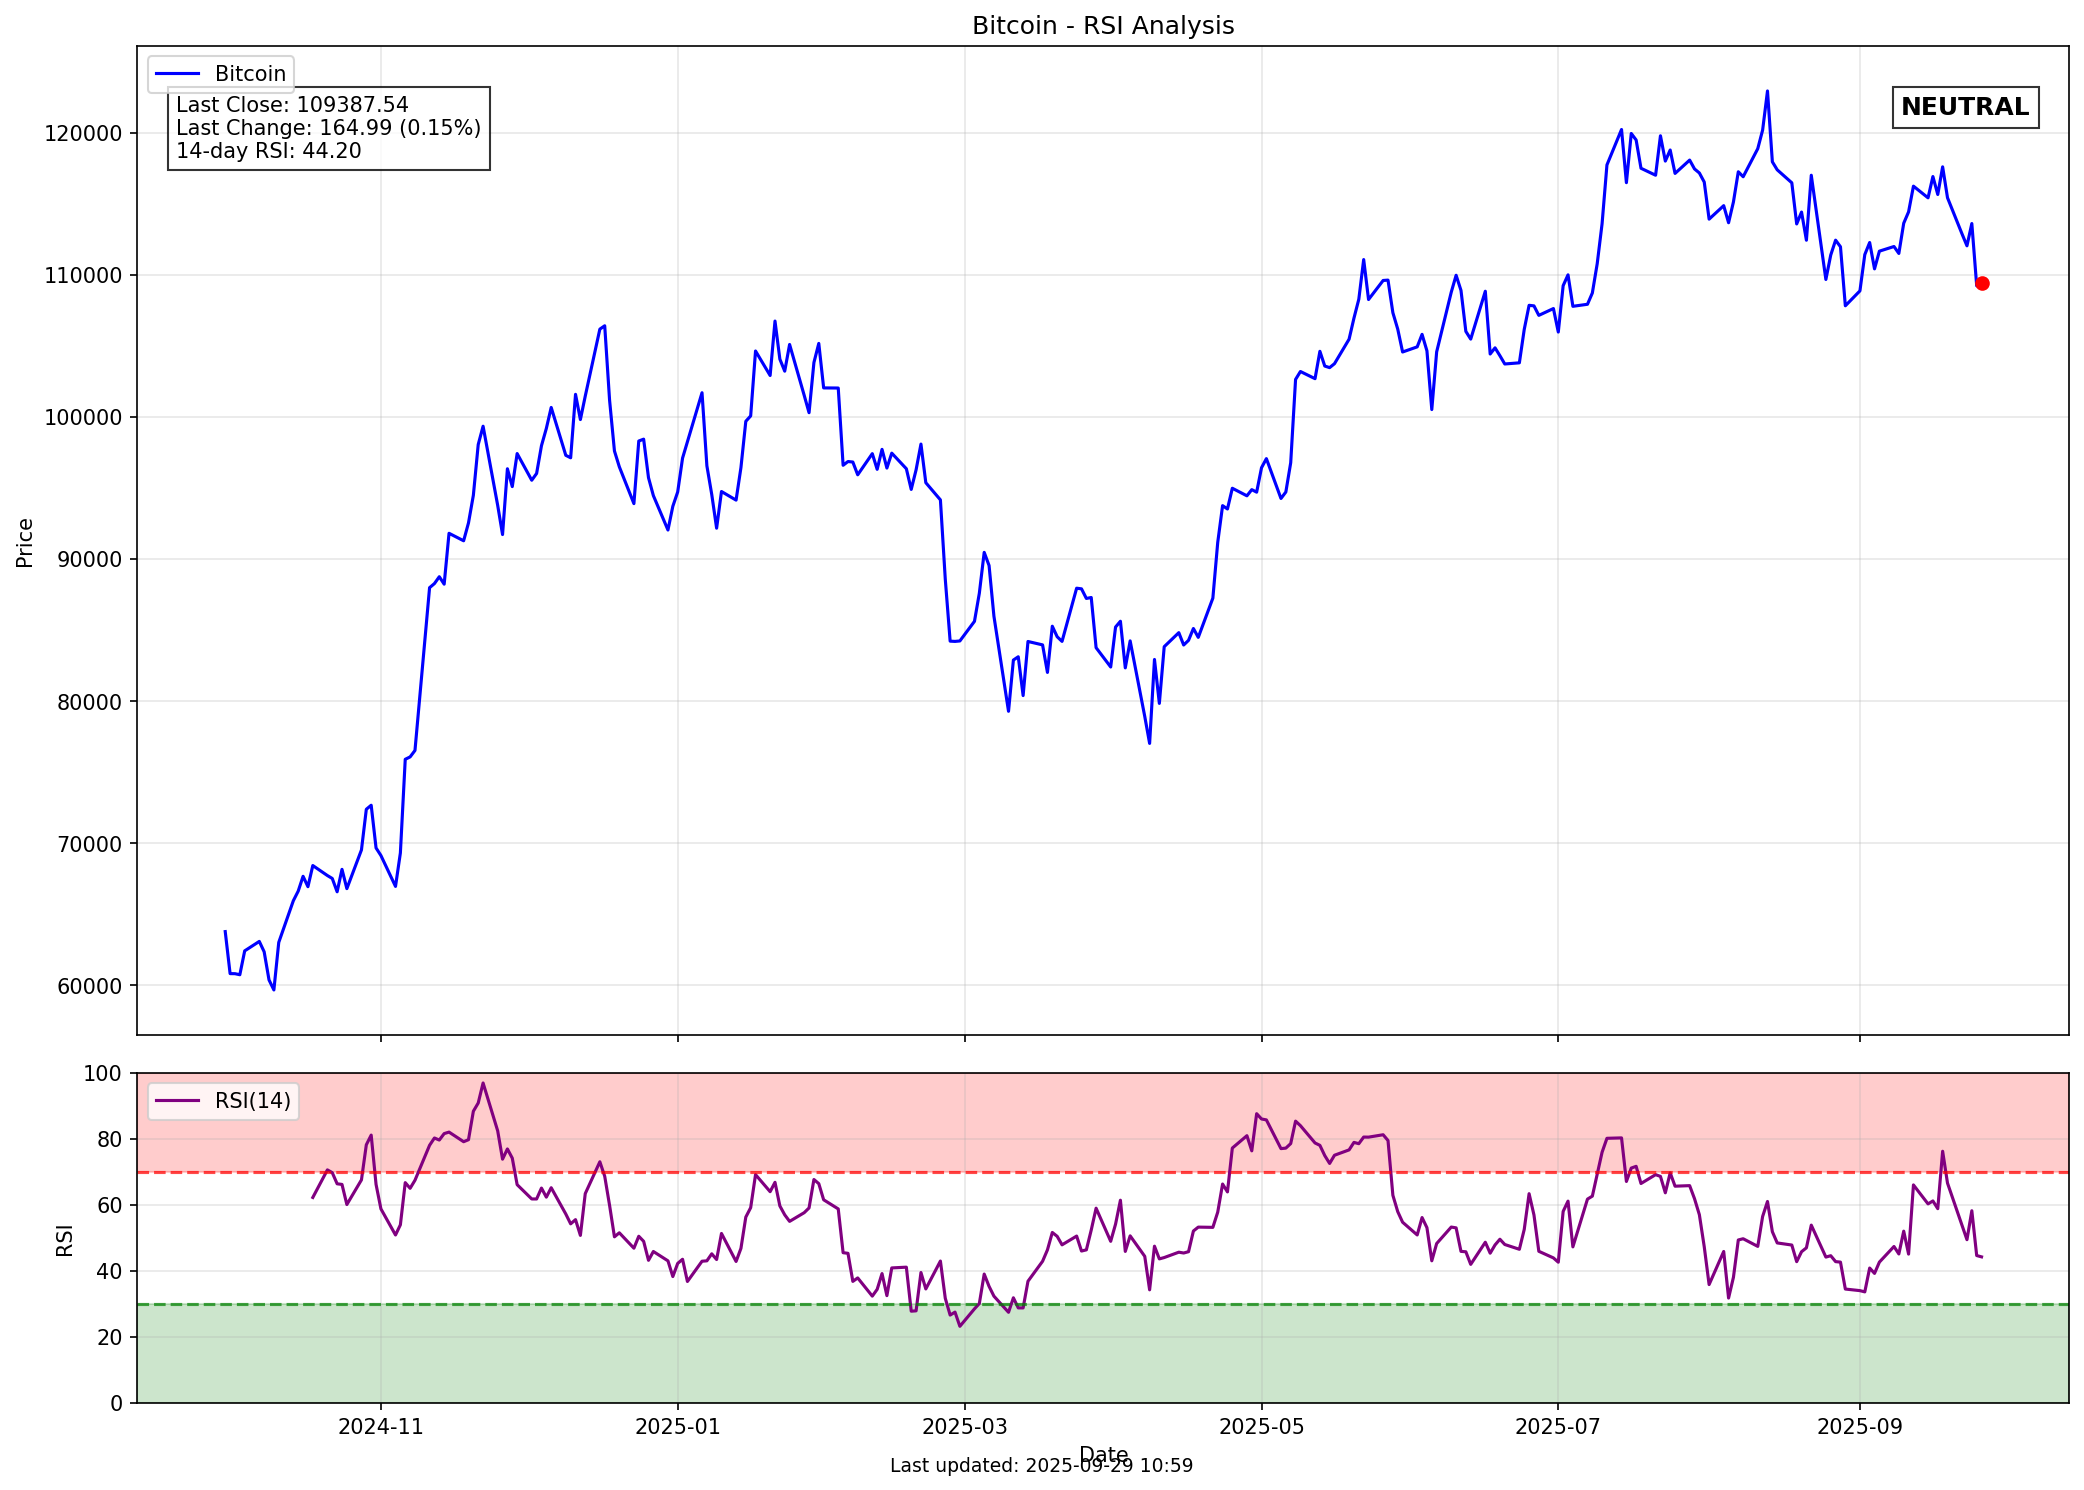 Bitcoin - RSI Analysis
Bitcoin
Last Close: 109387.54
Last Change: 164.99 (0.15%)
14-day RSI: 44.20
NEUTRAL
Price
120000
110000
100000
90000
80000
70000
60000
RSI(14)
RSI
100
80
60
40
20
0
2024-11
2025-01
2025-03
2025-05
2025-07
2025-09
Date
Last updated: 2025-09-29 10:59